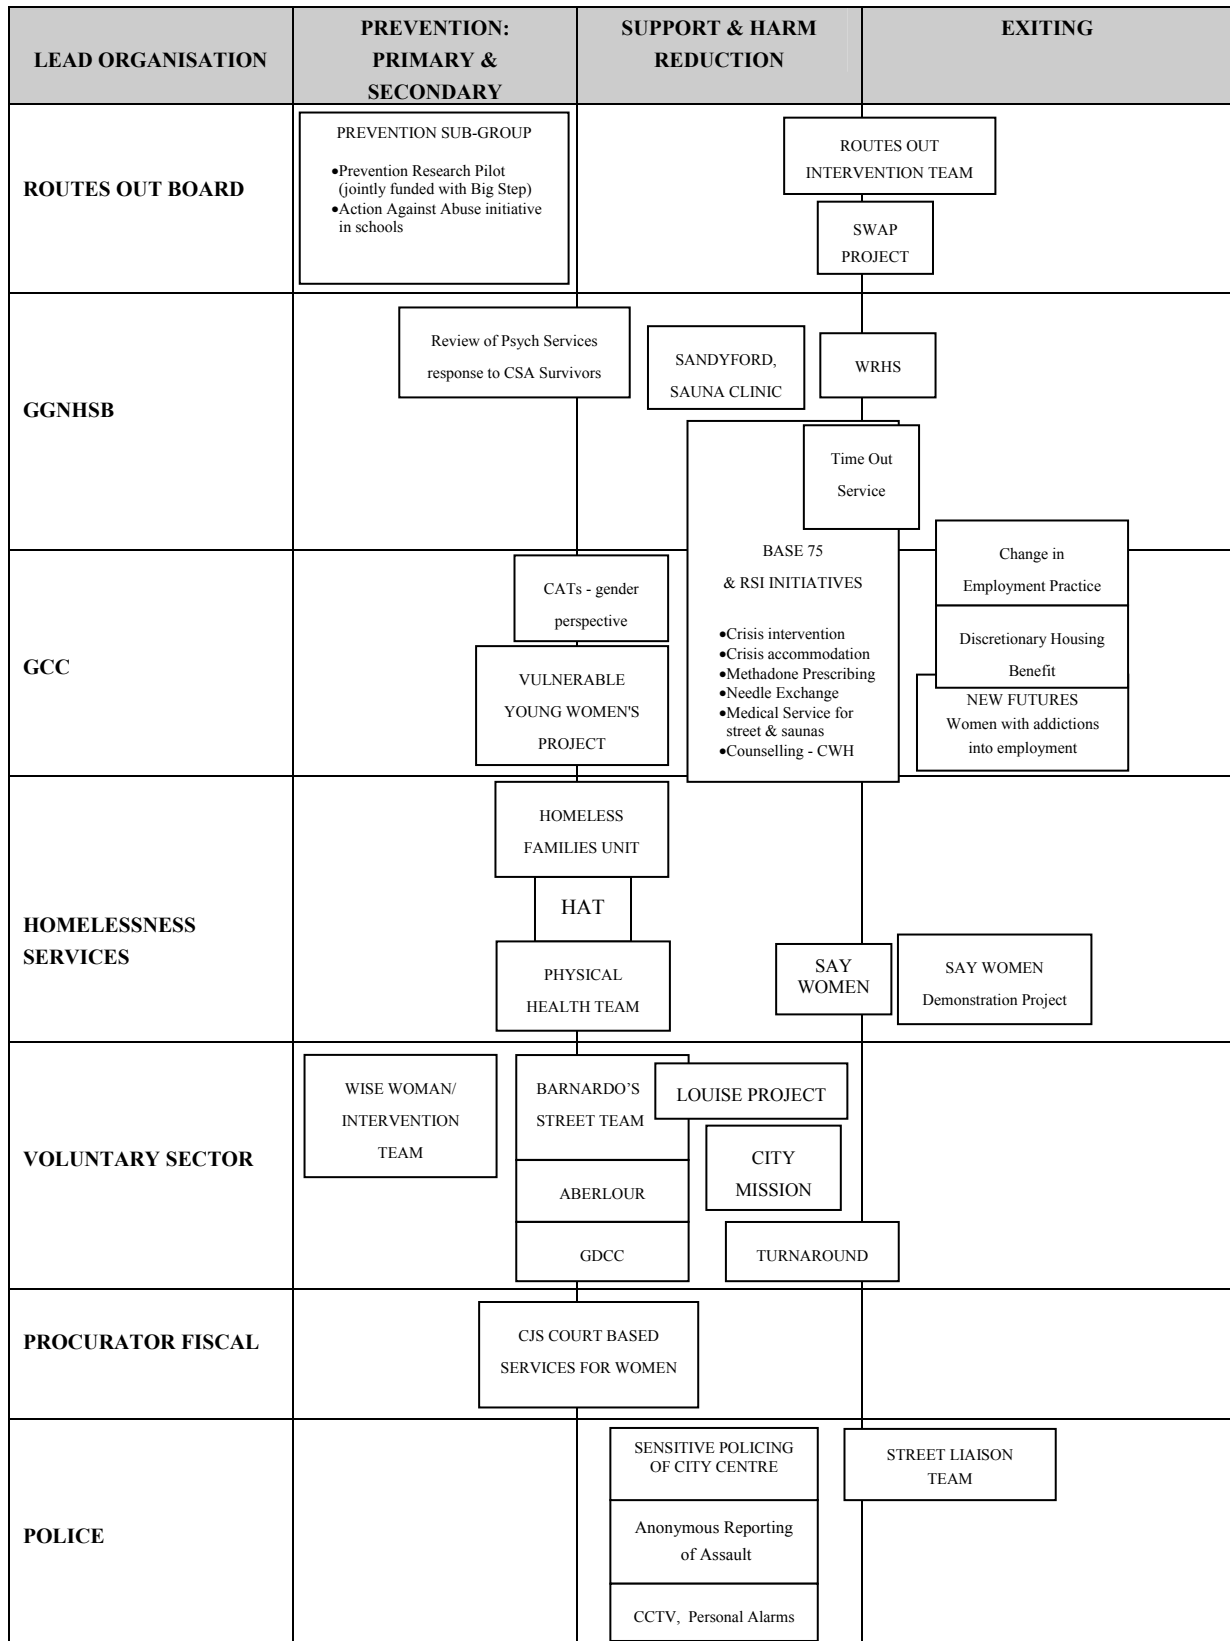 LEAD ORGANISATION
PREVENTION:
PRIMARY &
SECONDARY
SUPPORT & HARM
REDUCTION
EXITING
ROUTES OUT BOARD
PREVENTION SUB-GROUP
•Prevention Research Pilot
(jointly funded with Big Step)
•Action Against Abuse initiative
in schools
ROUTES OUT
INTERVENTION TEAM
SWAP
PROJECT
GGNHSB
Review of Psych Services
response to CSA Survivors
SANDYFORD,
SAUNA CLINIC
WRHS
Time Out
Service
BASE 75
& RSI INITIATIVES
•Crisis intervention
•Crisis accommodation
•Methadone Prescribing
•Needle Exchange
•Medical Service for
street & saunas
•Counselling - CWH
GCC
CATs - gender
perspective
VULNERABLE
YOUNG WOMEN'S
PROJECT
Change in
Employment Practice
Discretionary Housing
Benefit
NEW FUTURES
Women with addictions
into employment
HOMELESSNESS
SERVICES
HOMELESS
FAMILIES UNIT
HAT
PHYSICAL
HEALTH TEAM
SAY
WOMEN
SAY WOMEN
Demonstration Project
VOLUNTARY SECTOR
WISE WOMAN/
INTERVENTION
TEAM
BARNARDO’S
STREET TEAM
ABERLOUR
GDCC
LOUISE PROJECT
CITY
MISSION
TURNAROUND
PROCURATOR FISCAL
CJS COURT BASED
SERVICES FOR WOMEN
POLICE
SENSITIVE POLICING
OF CITY CENTRE
Anonymous Reporting
of Assault
CCTV, Personal Alarms
STREET LIAISON
TEAM